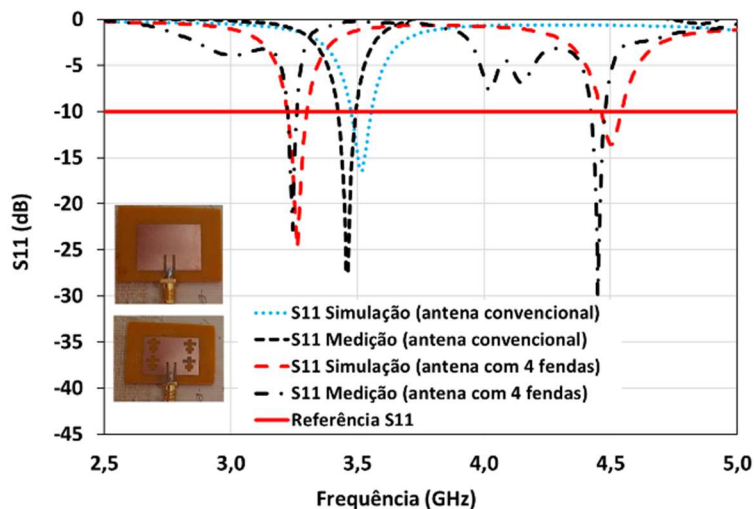 0
-5
-10
-15
-20
-25
-30
-35
-40
-45
S11 (dB)
S11 Simulação (antena convencional)
S11 Medição (antena convencional)
S11 Simulação (antena com 4 fendas)
S11 Medição (antena com 4 fendas)
Referência S11
2,5 3,0 3,5 4,0 4,5 5,0
Frequência (GHz)